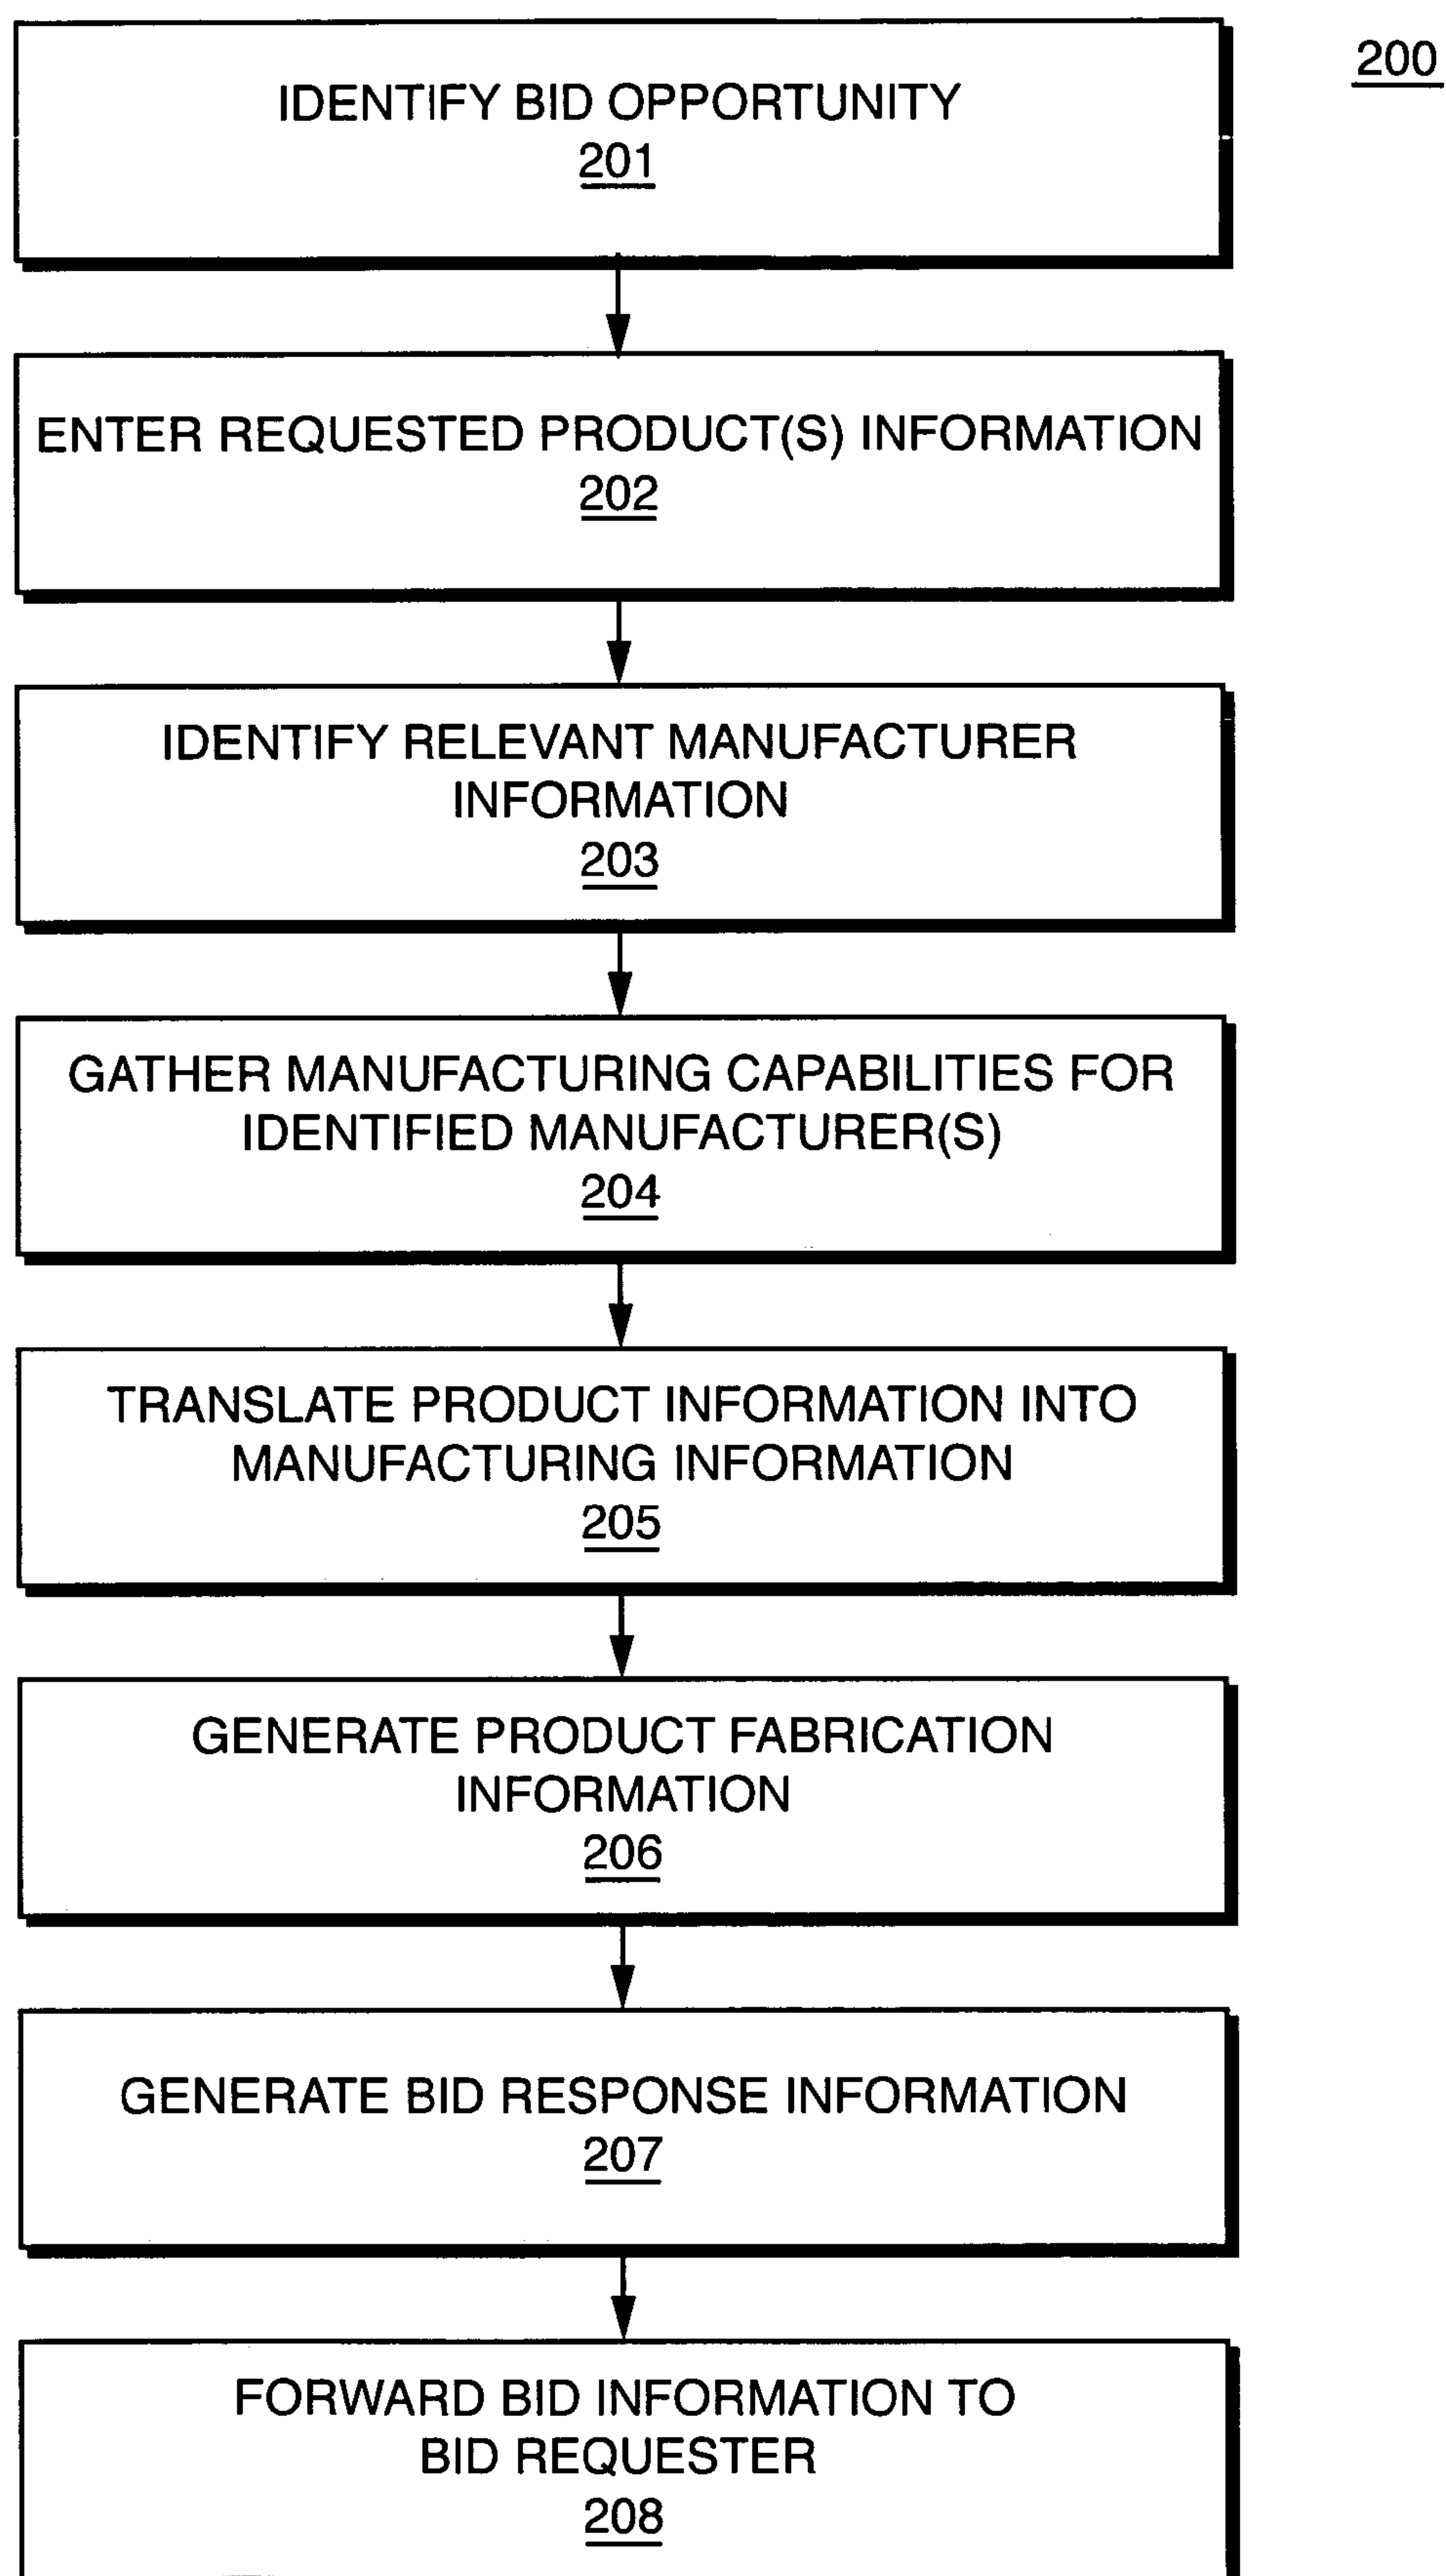 200
IDENTIFY BID OPPORTUNITY
201
ENTER REQUESTED PRODUCT(S) INFORMATION
202
IDENTIFY RELEVANT MANUFACTURER
INFORMATION
203
GATHER MANUFACTURING CAPABILITIES FOR
IDENTIFIED MANUFACTURER(S)
204
TRANSLATE PRODUCT INFORMATION INTO
MANUFACTURING INFORMATION
205
GENERATE PRODUCT FABRICATION
INFORMATION
206
GENERATE BID RESPONSE INFORMATION
207
FORWARD BID INFORMATION TO
BID REQUESTER
208